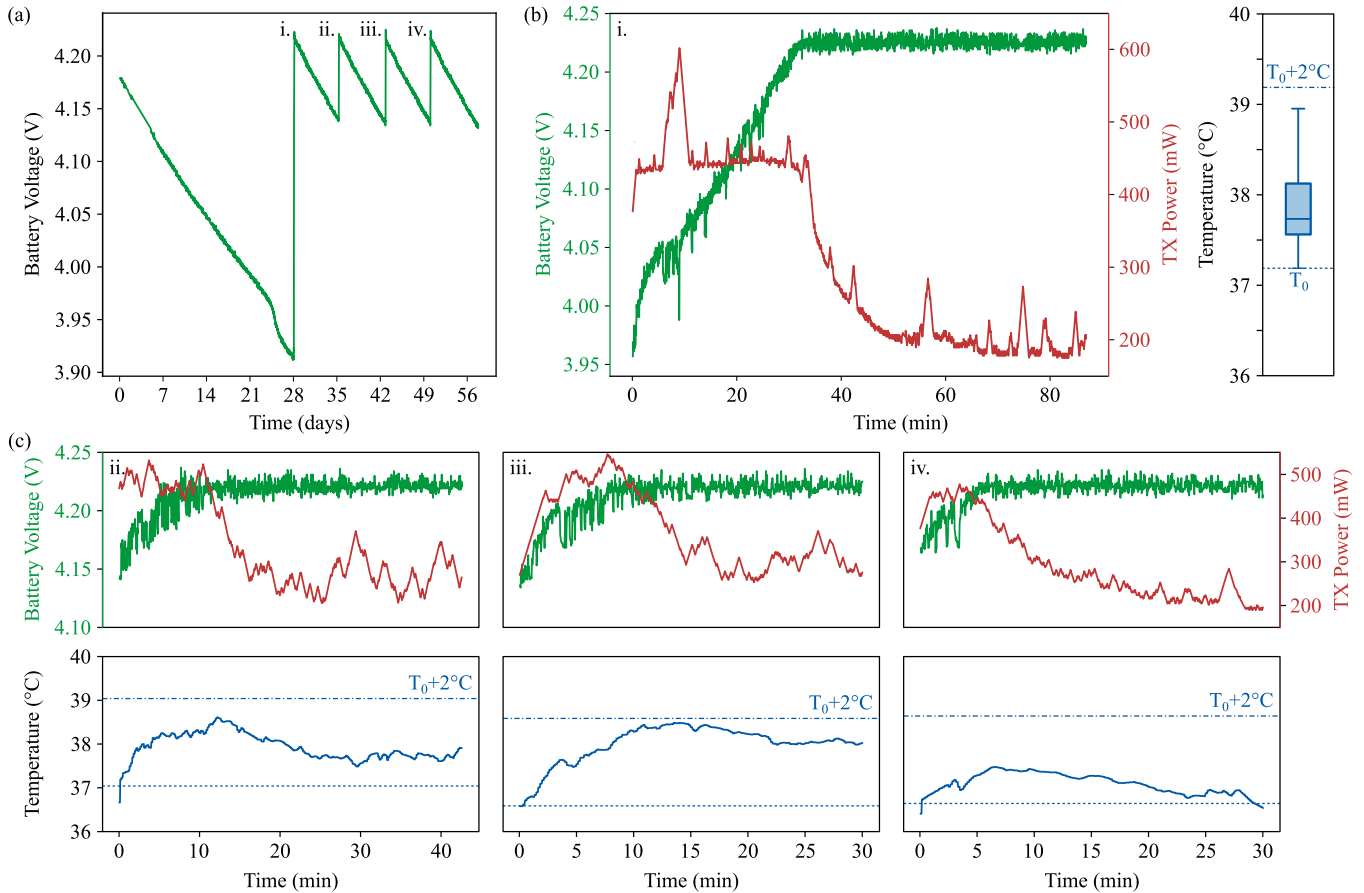 (a)
Battery Voltage (V)
4.20
4.15
4.10
4.05
4.00
3.95
3.90
i. ii. iii. iv.
0 7 14 21 28 35 42 49 56
Time (days)
(b)
i.
Battery Voltage (V)
4.25
4.20
4.15
4.10
4.05
4.00
3.95
0 20 40 60 80
Time (min)
600
500
400
300
200
TX Power (mW)
Temperature (°C)
40
39
38
37
36
T₀+2°C
T₀
(c)
Battery Voltage (V)
4.25
4.20
4.15
4.10
ii.
iii.
iv.
500
400
300
200
TX Power (mW)
Temperature (°C)
40
39
38
37
36
T₀+2°C
T₀+2°C
T₀+2°C
0 10 20 30 40
0 5 10 15 20 25 30
0 5 10 15 20 25 30
Time (min)
Time (min)
Time (min)